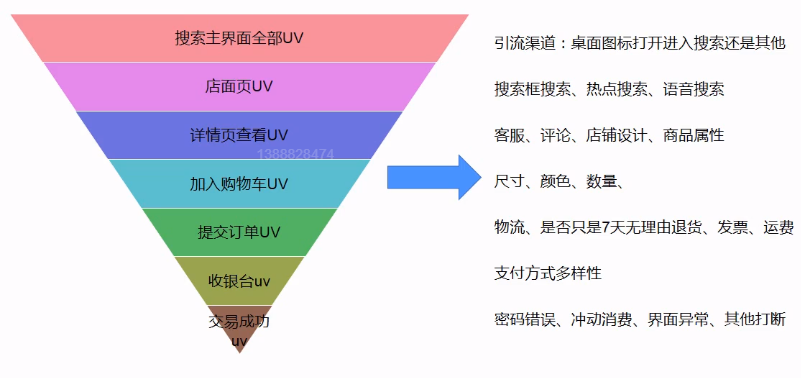 搜索主界面全部UV
引流渠道：桌面图标打开进入搜索还是其他
店面页UV
搜索框搜索、热点搜索、语音搜索
详情页查看UV
客服、评论、店铺设计、商品属性
1388828474
加入购物车UV
尺寸、颜色、数量、
提交订单UV
物流、是否只是7天无理由退货、发票、运费
收银台uv
支付方式多样性
交易成功
uv
密码错误、冲动消费、界面异常、其他打断